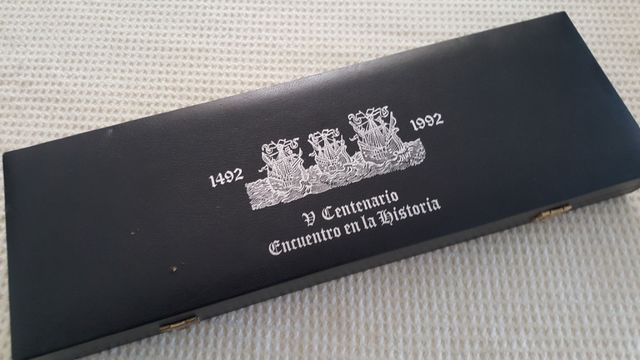 1492
1992
V Centenario
Encuentro en la Historia